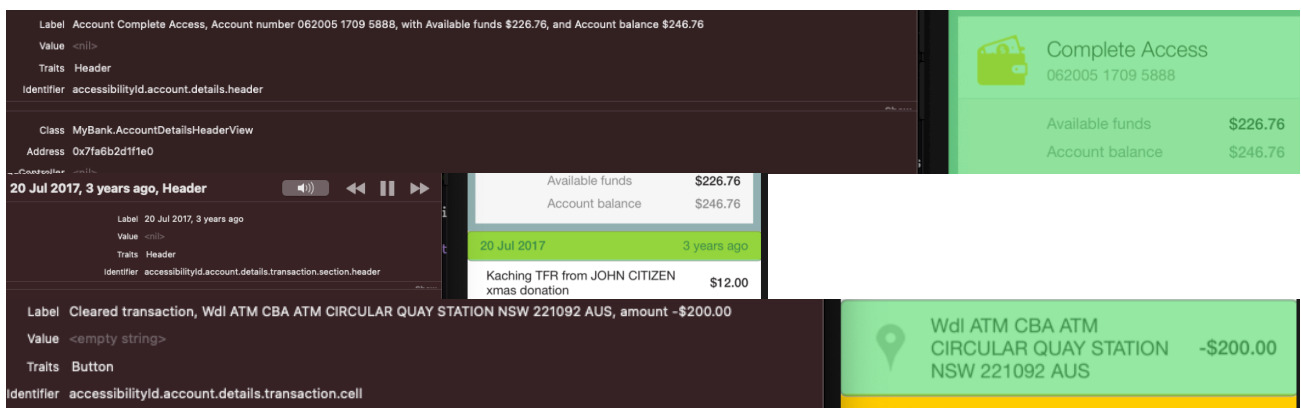 Label Account Complete Access, Account number 062005 1709 5888, with Available funds $226.76, and Account balance $246.76
Value <nil>
Traits Header
Identifier accessibilityId.account.details.header
Show
Class MyBank.AccountDetailsHeaderView
Address 0x7fa6b2d1f1e0
Complete Access
062005 1709 5888
Available funds $226.76
Account balance $246.76
20 Jul 2017, 3 years ago, Header
Label 20 Jul 2017, 3 years ago
Value <nil>
Traits Header
Identifier accessibilityId.account.details.transaction.section.header
Available funds $226.76
Account balance $246.76
20 Jul 2017 3 years ago
Kaching TFR from JOHN CITIZEN
xmas donation
$12.00
Label Cleared transaction, Wdl ATM CBA ATM CIRCULAR QUAY STATION NSW 221092 AUS, amount -$200.00
Value <empty string>
Traits Button
Identifier accessibilityId.account.details.transaction.cell
Wdl ATM CBA ATM
CIRCULAR QUAY STATION -$200.00
NSW 221092 AUS